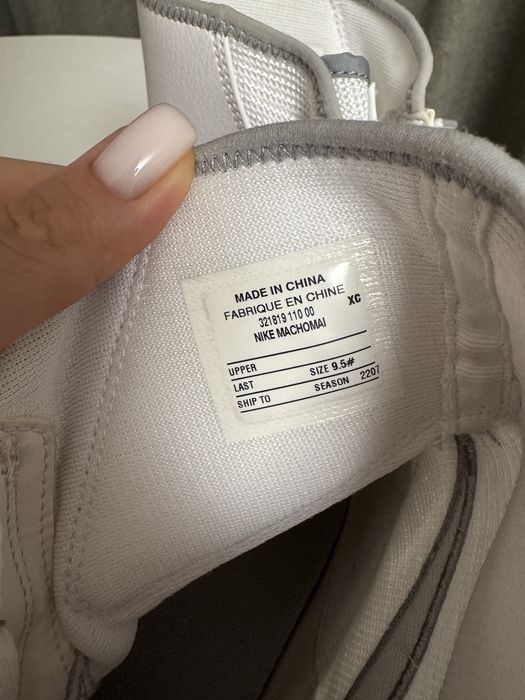 MADE IN CHINA
FABRIQUE EN CHINE XC
321819 110 00
NIKE MACHOMAI
UPPER
LAST SIZE 9.5#
SHIP TO SEASON 2207